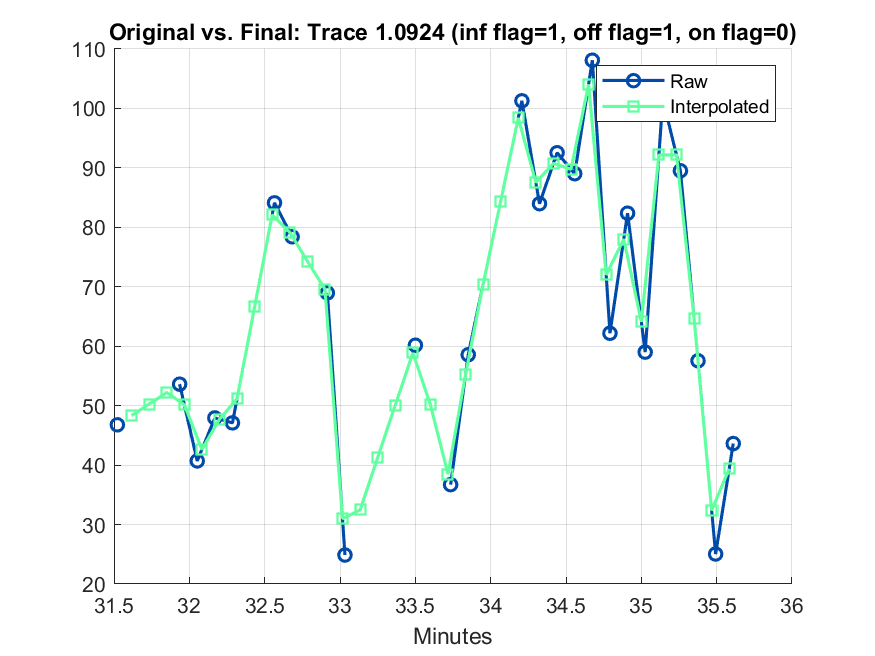 Original vs. Final: Trace 1.0924 (inf flag=1, off flag=1, on flag=0)
110
100
90
80
70
60
50
40
30
20
Raw
Interpolated
31.5 32 32.5 33 33.5 34 34.5 35 35.5 36
Minutes